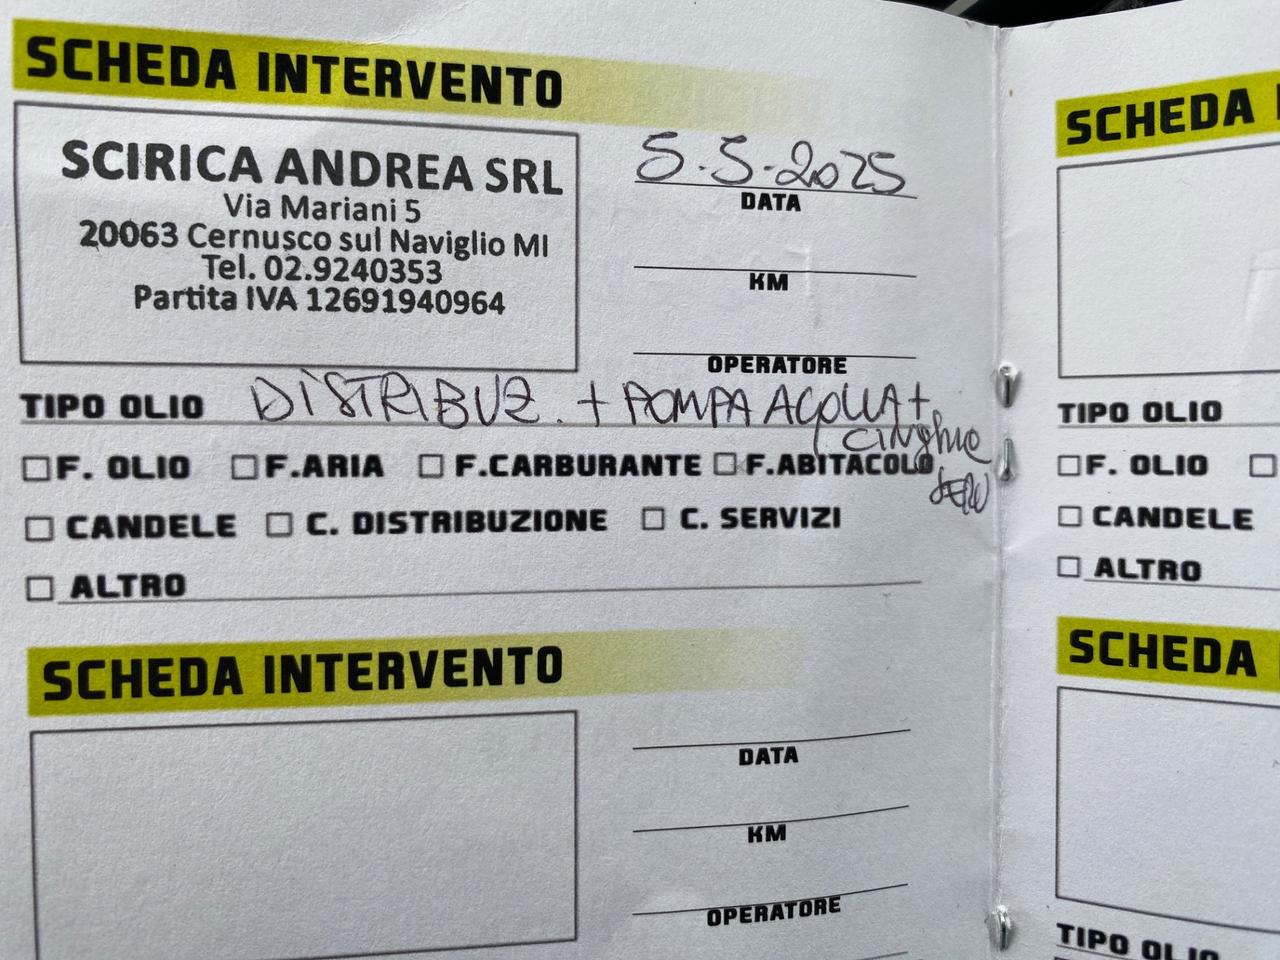 SCHEDA INTERVENTO
SCIRICA ANDREA SRL
Via Mariani 5
20063 Cernusco sul Naviglio MI
Tel. 02.9240353
Partita IVA 12691940964
5.5.2025
DATA
KM
OPERATORE
TIPO OLIO DISTRIBUZ. + POMPA ACQUA +
cinghie
F. OLIO F.ARIA F.CARBURANTE F.ABITACOLO
CANDELE C. DISTRIBUZIONE C. SERVIZI
ALTRO
SCHEDA INTERVENTO
DATA
KM
OPERATORE
SCHEDA
TIPO OLIO
F. OLIO
CANDELE
ALTRO
SCHEDA
TIPO OLIO